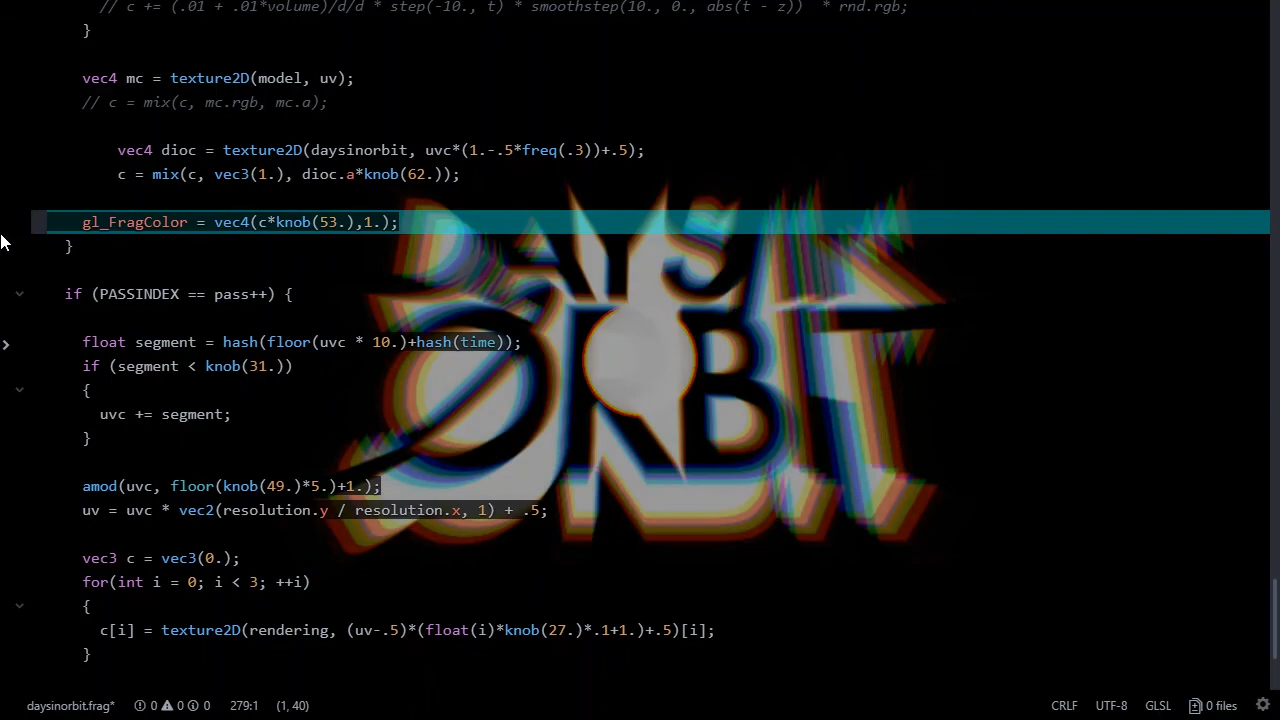 // c += (.01 + .01*volume)/d/d * step(-10., t) * smoothstep(10., 0., abs(t - z))  * rnd.rgb;
}
vec4 mc = texture2D(model, uv);
// c = mix(c, mc.rgb, mc.a);
vec4 dioc = texture2D(daysinorbit, uvc*(1.-.5*freq(.3))+.5);
c = mix(c, vec3(1.), dioc.a*knob(62.));
gl_FragColor = vec4(c*knob(53.),1.);
}
if (PASSINDEX == pass++) {
float segment = hash(floor(uvc * 10.)+hash(time));
if (segment < knob(31.))
{
uvc += segment;
}
amod(uvc, floor(knob(49.)*5.)+1.);
uv = uvc * vec2(resolution.y / resolution.x, 1) + .5;
vec3 c = vec3(0.);
for(int i = 0; i < 3; ++i)
{
c[i] = texture2D(rendering, (uv-.5)*(float(i)*knob(27.)*.1+1.)+.5)[i];
}
DAYS
ORBIT
daysinorbit.frag* 0 0 0 279:1 (1, 40) CRLF UTF-8 GLSL 0 files